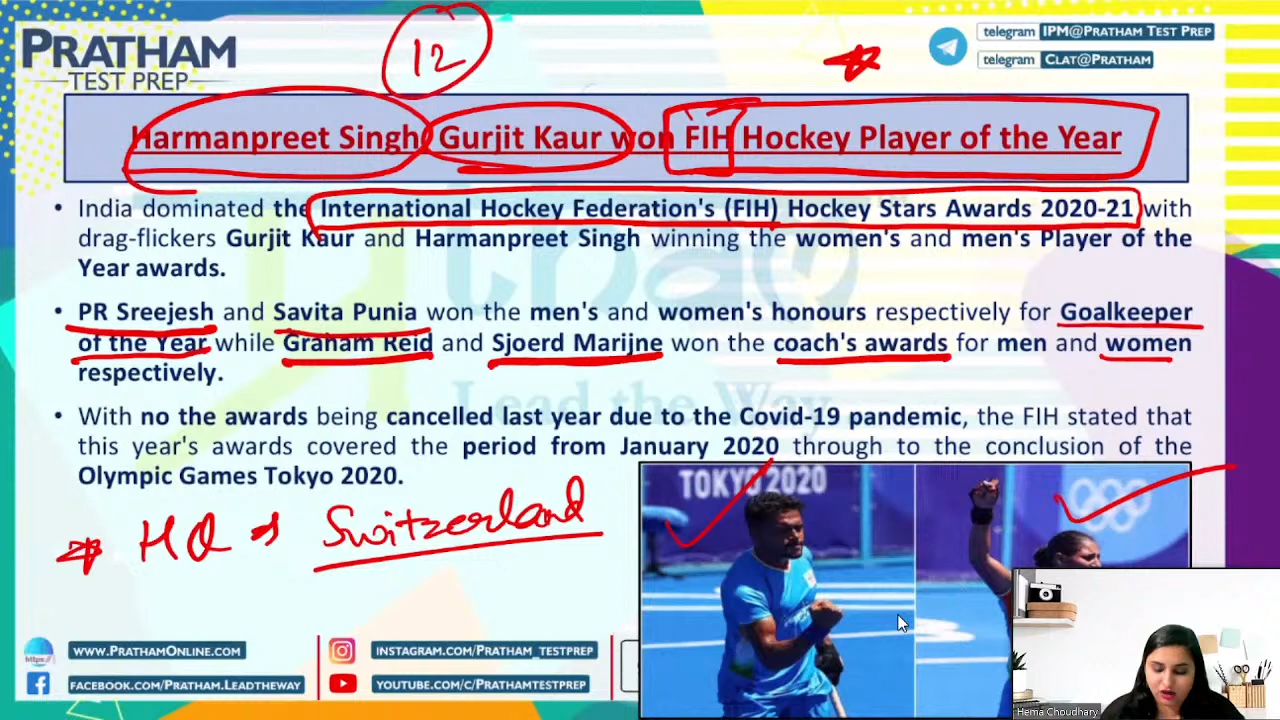 PRATHAM
TEST PREP
12
telegram IPM@PRATHAM TEST PREP
telegram CLAT@PRATHAM
Harmanpreet Singh, Gurjit Kaur won FIH Hockey Player of the Year
• India dominated the International Hockey Federation's (FIH) Hockey Stars Awards 2020-21 with
drag-flickers Gurjit Kaur and Harmanpreet Singh winning the women's and men's Player of the
Year awards.
• PR Sreejesh and Savita Punia won the men's and women's honours respectively for Goalkeeper
of the Year while Graham Reid and Sjoerd Marijne won the coach's awards for men and women
respectively.
• With no the awards being cancelled last year due to the Covid-19 pandemic, the FIH stated that
this year's awards covered the period from January 2020 through to the conclusion of the
Olympic Games Tokyo 2020.
HQ → Switzerland
TOKYO 2020
Lead the Way
WWW.PRATHAMONLINE.COM
FACEBOOK.COM/PRATHAM.LEADTHEWAY
INSTAGRAM.COM/PRATHAM_TESTPREP
YOUTUBE.COM/C/PRATHAMTESTPREP
Hema Choudhary